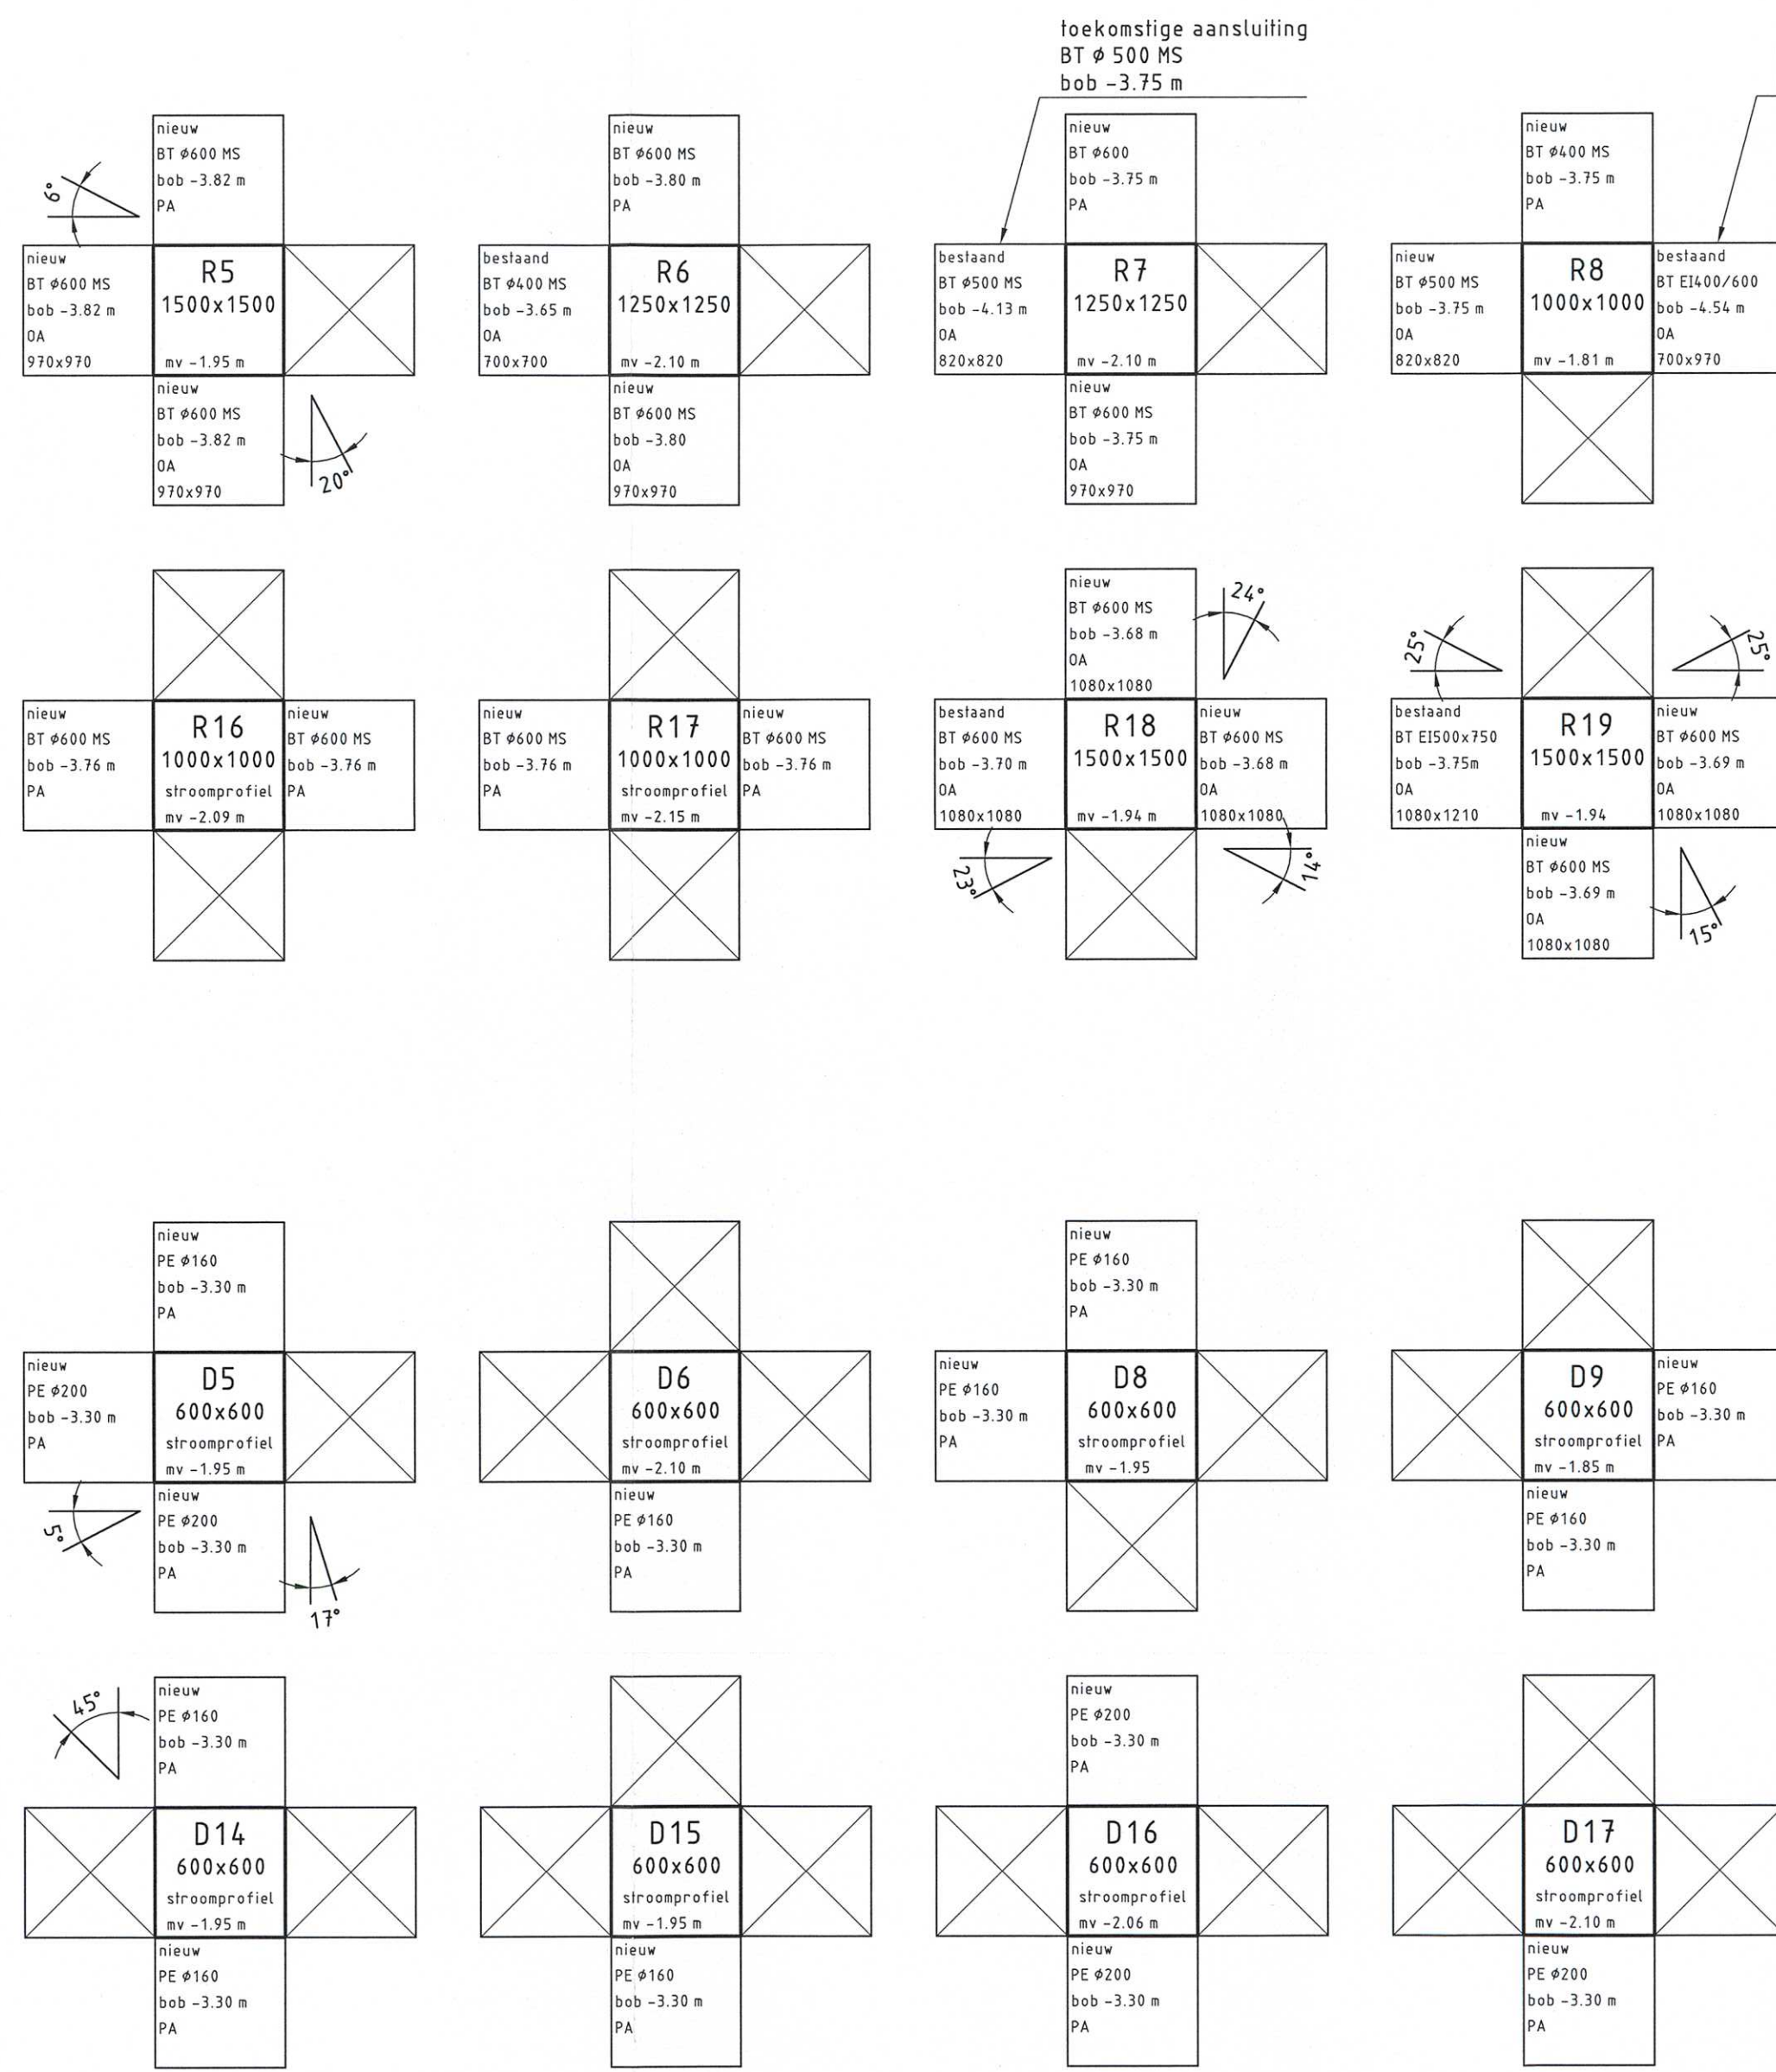 toekomstige aansluiting
BT ø 500 MS
bob -3.75 m
nieuw
BT ø600 MS
bob -3.82 m
PA
6°
nieuw
BT ø600 MS
bob -3.82 m
OA
970x970
R5
1500x1500
mv -1.95 m
nieuw
BT ø600 MS
bob -3.82 m
OA
970x970
20°
nieuw
BT ø600 MS
bob -3.80 m
PA
bestaand
BT ø400 MS
bob -3.65 m
OA
700x700
R6
1250x1250
mv -2.10 m
nieuw
BT ø600 MS
bob -3.80
OA
970x970
nieuw
BT ø600
bob -3.75 m
PA
bestaand
BT ø500 MS
bob -4.13 m
OA
820x820
R7
1250x1250
mv -2.10 m
nieuw
BT ø600 MS
bob -3.75 m
OA
970x970
nieuw
BT ø400 MS
bob -3.75 m
PA
nieuw
BT ø500 MS
bob -3.75 m
OA
820x820
R8
1000x1000
mv -1.81 m
bestaand
BT EI400/600
bob -4.54 m
OA
700x970
nieuw
BT ø600 MS
bob -3.76 m
PA
R16
1000x1000
stroomprofiel
mv -2.09 m
nieuw
BT ø600 MS
bob -3.76 m
PA
nieuw
BT ø600 MS
bob -3.76 m
PA
R17
1000x1000
stroomprofiel
mv -2.15 m
nieuw
BT ø600 MS
bob -3.76 m
PA
nieuw
BT ø600 MS
bob -3.68 m
OA
1080x1080
24°
bestaand
BT ø600 MS
bob -3.70 m
OA
1080x1080
R18
1500x1500
mv -1.94 m
nieuw
BT ø600 MS
bob -3.68 m
OA
1080x1080
23°
14°
25°
25°
bestaand
BT EI500x750
bob -3.75m
OA
1080x1210
R19
1500x1500
mv -1.94
nieuw
BT ø600 MS
bob -3.69 m
OA
1080x1080
nieuw
BT ø600 MS
bob -3.69 m
OA
1080x1080
15°
nieuw
PE ø160
bob -3.30 m
PA
nieuw
PE ø200
bob -3.30 m
PA
D5
600x600
stroomprofiel
mv -1.95 m
5°
nieuw
PE ø200
bob -3.30 m
PA
17°
D6
600x600
stroomprofiel
mv -2.10 m
nieuw
PE ø160
bob -3.30 m
PA
nieuw
PE ø160
bob -3.30 m
PA
nieuw
PE ø160
bob -3.30 m
PA
D8
600x600
stroomprofiel
mv -1.95
D9
600x600
stroomprofiel
mv -1.85 m
nieuw
PE ø160
bob -3.30 m
PA
nieuw
PE ø160
bob -3.30 m
PA
45°
nieuw
PE ø160
bob -3.30 m
PA
D14
600x600
stroomprofiel
mv -1.95 m
nieuw
PE ø160
bob -3.30 m
PA
D15
600x600
stroomprofiel
mv -1.95 m
nieuw
PE ø160
bob -3.30 m
PA
nieuw
PE ø200
bob -3.30 m
PA
D16
600x600
stroomprofiel
mv -2.06 m
nieuw
PE ø200
bob -3.30 m
PA
D17
600x600
stroomprofiel
mv -2.10 m
nieuw
PE ø200
bob -3.30 m
PA